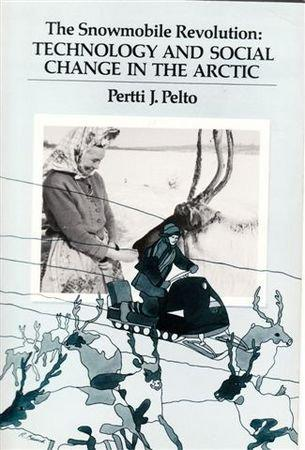 The Snowmobile Revolution:
TECHNOLOGY AND SOCIAL
CHANGE IN THE ARCTIC
Pertti J. Pelto